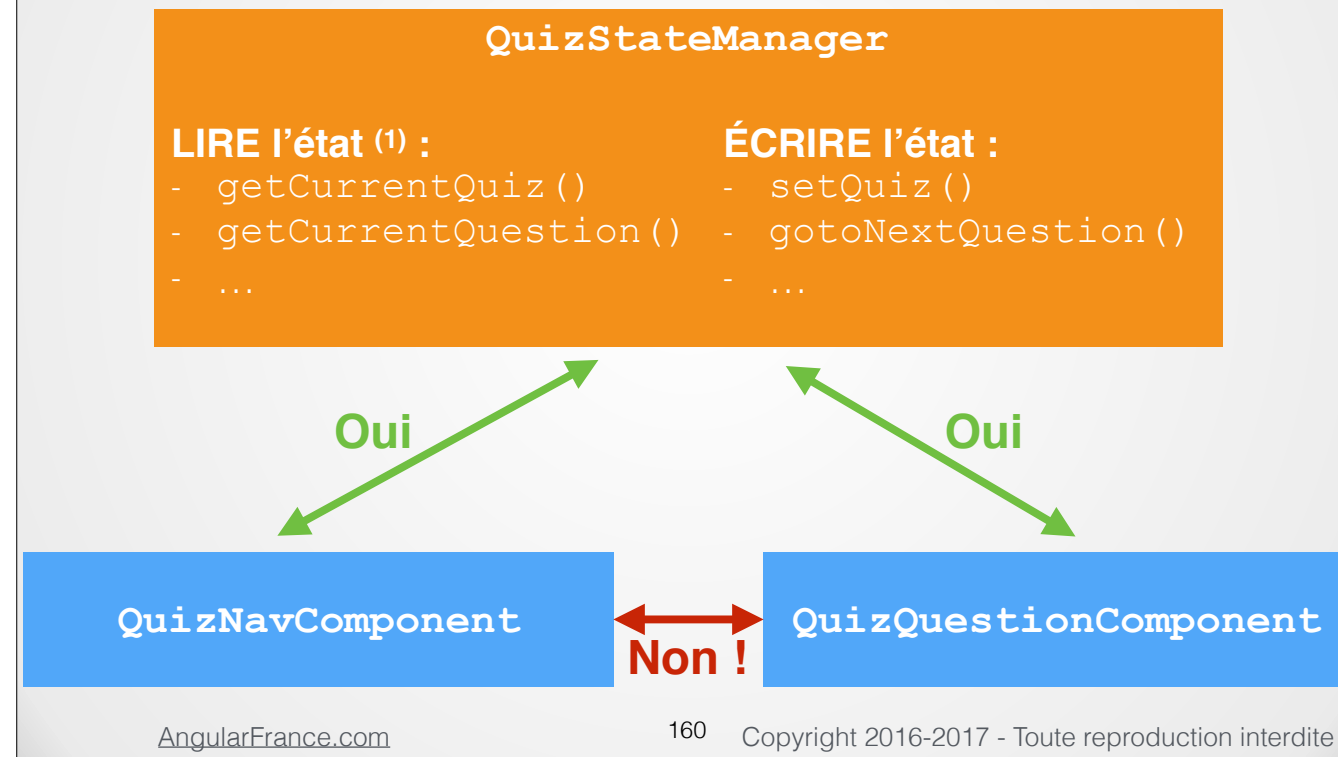 QuizStateManager
LIRE l’état (1) :
- getCurrentQuiz()
- getCurrentQuestion()
- ...
ÉCRIRE l’état :
- setQuiz()
- gotoNextQuestion()
- ...
Oui
Oui
QuizNavComponent
Non !
QuizQuestionComponent
AngularFrance.com
160
Copyright 2016-2017 - Toute reproduction interdite